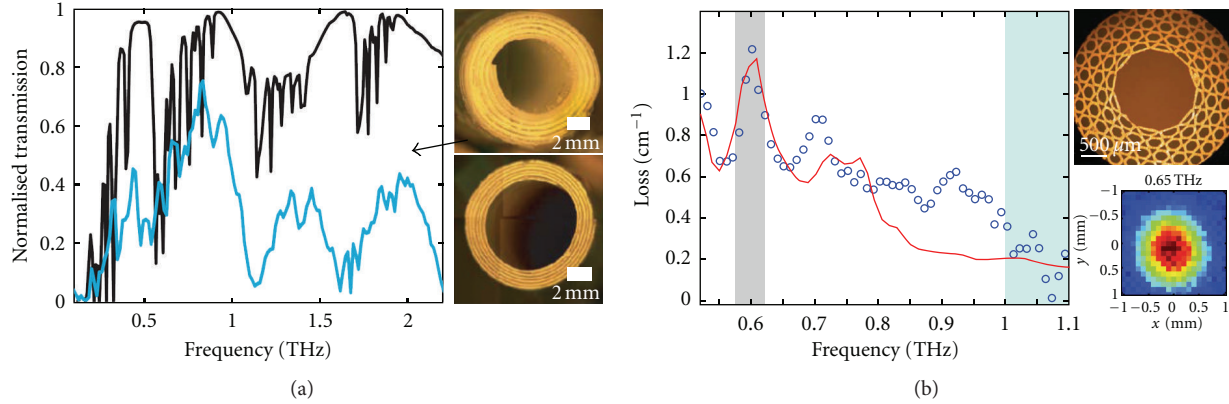 1
0.8
0.6
0.4
0.2
0
Normalised transmission
0.5
1
1.5
2
Frequency (THz)
2 mm
2 mm
(a)
1.2
1
0.8
0.6
0.4
0.2
0
Loss (cm−1)
0.6
0.7
0.8
0.9
1
1.1
Frequency (THz)
500 μm
0.65 THz
−1
−0.5
0
0.5
1
y (mm)
−1
−0.5
0
0.5
1
x (mm)
(b)